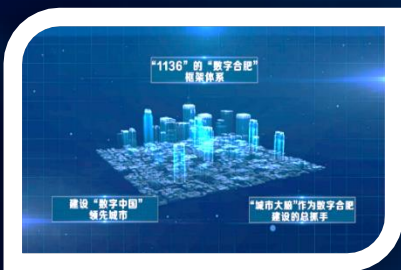 “1136”的“数字合肥”
框架体系
建设“数字中国”
领先城市
“城市大脑”作为数字合肥
建设的总抓手